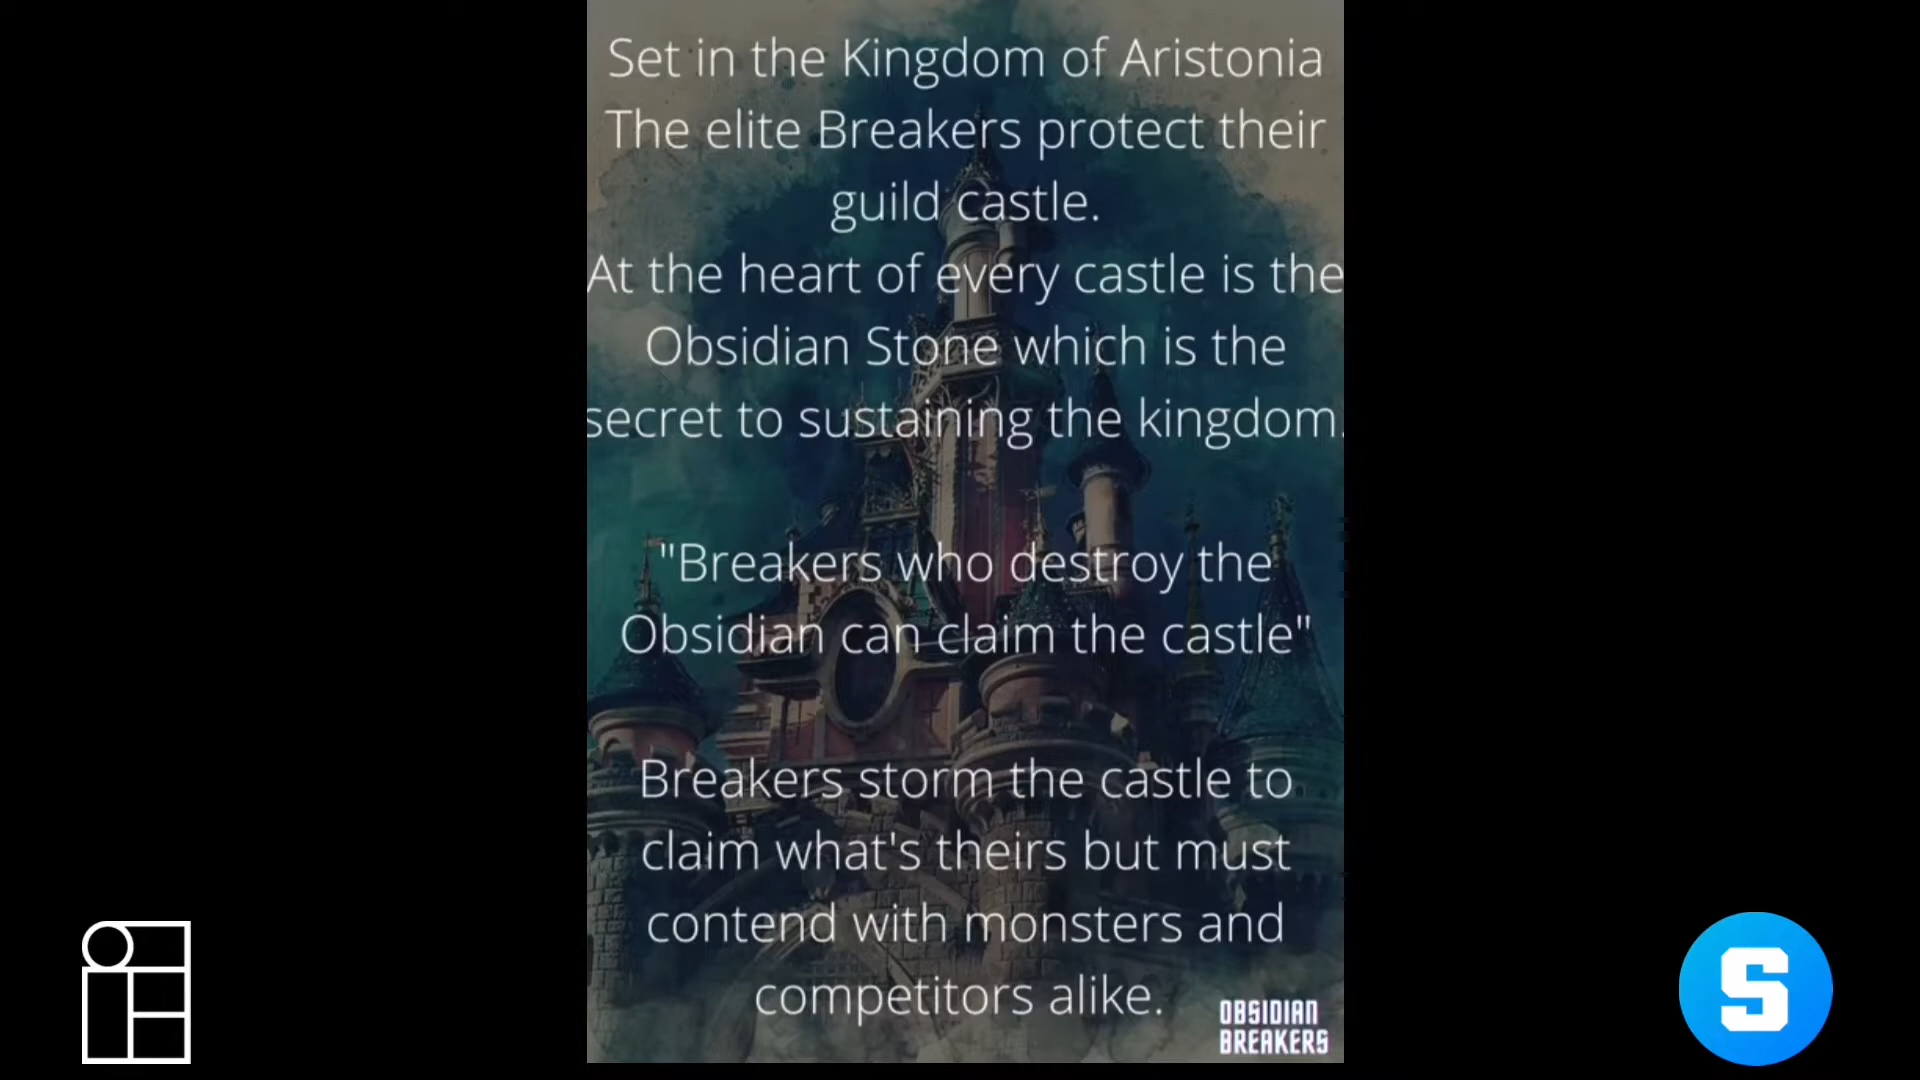 Set in the Kingdom of Aristonia
The elite Breakers protect their
guild castle.
At the heart of every castle is the
Obsidian Stone which is the
secret to sustaining the kingdom.
"Breakers who destroy the
Obsidian can claim the castle"
Breakers storm the castle to
claim what's theirs but must
contend with monsters and
competitors alike.
OBSIDIAN
BREAKERS
S